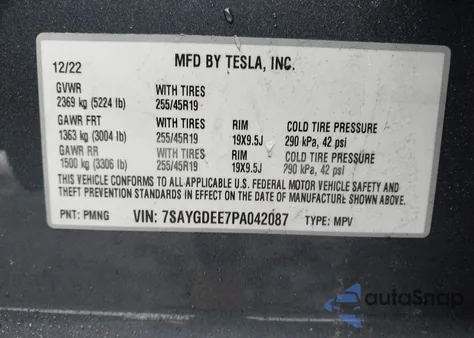 MFD BY TESLA, INC.
12/22
GVWR WITH TIRES
2369 kg (5224 lb) 255/45R19
GAWR FRT WITH TIRES RIM COLD TIRE PRESSURE
1363 kg (3004 lb) 255/45R19 19X9.5J 290 kPa, 42 psi
GAWR RR WITH TIRES RIM COLD TIRE PRESSURE
1500 kg (3306 lb) 255/45R19 19X9.5J 290 kPa, 42 psi
THIS VEHICLE CONFORMS TO ALL APPLICABLE U.S. FEDERAL MOTOR VEHICLE SAFETY AND
THEFT PREVENTION STANDARDS IN EFFECT ON THE DATE OF MANUFACTURE SHOWN ABOVE.
PNT: PMNG VIN: 7SAYGDEE7PA042087 TYPE: MPV
autoSnap